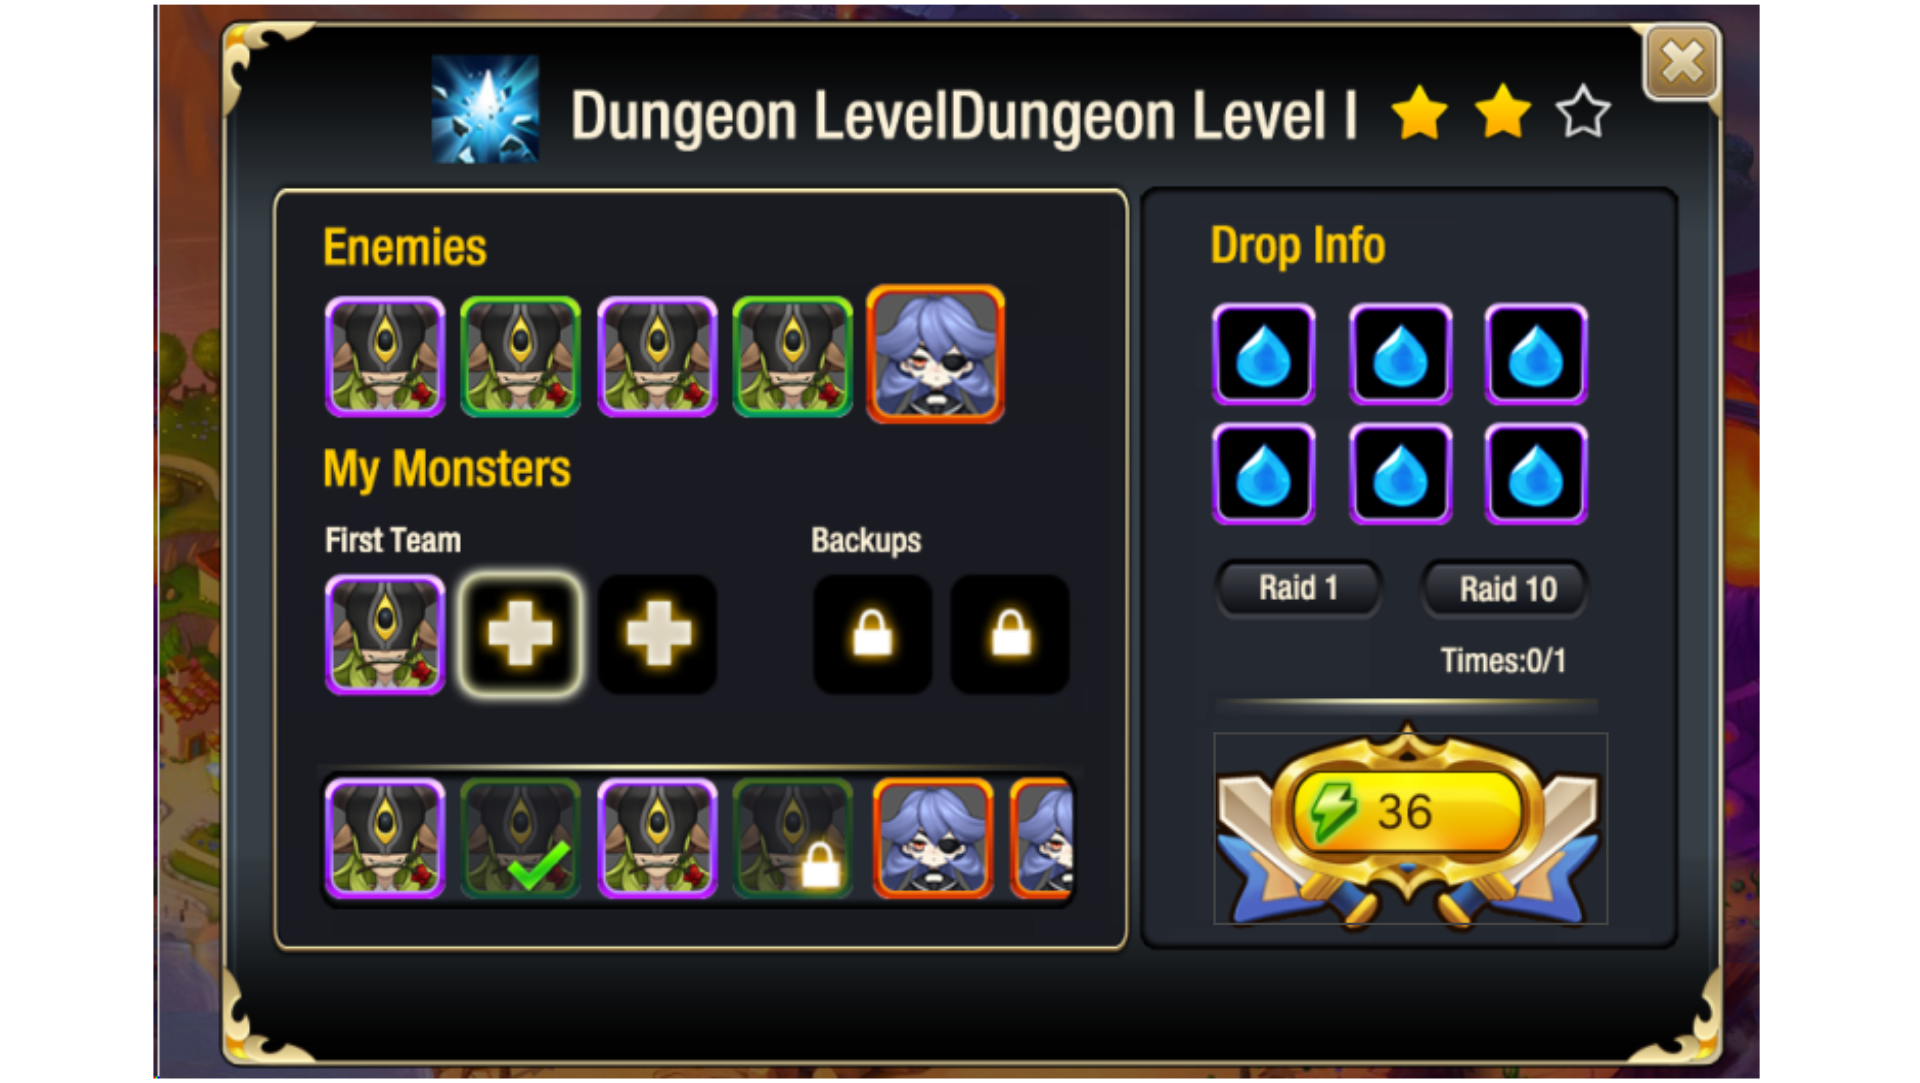 Dungeon LevelDungeon Level I
Enemies
My Monsters
First Team
Backups
Drop Info
Raid 1
Raid 10
Times:0/1
36